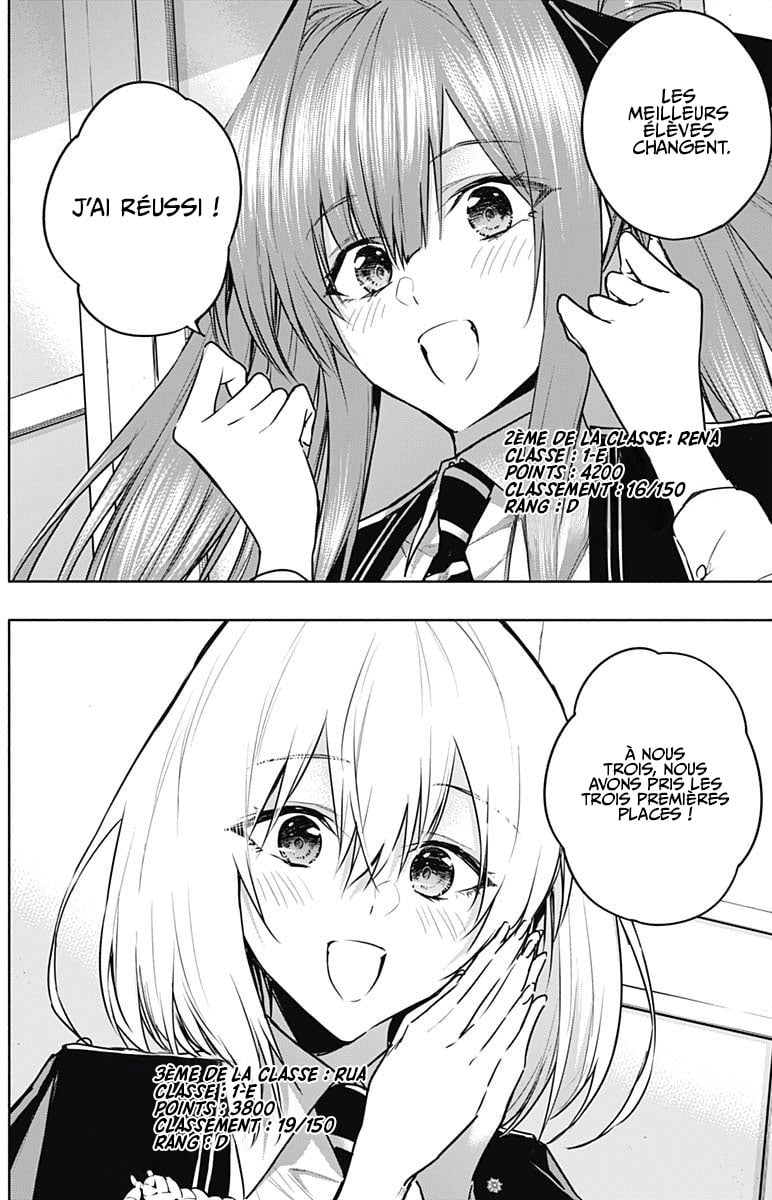 LES
MEILLEURS
ÉLÈVES
CHANGENT.
J'AI RÉUSSI !
2ÈME DE LA CLASSE: RENA
CLASSE : 1-E
POINTS : 4200
CLASSEMENT : 16/150
RANG : D
À NOUS
TROIS, NOUS
AVONS PRIS LES
TROIS PREMIÈRES
PLACES !
3ÈME DE LA CLASSE : RUA
CLASSE : 1-E
POINTS : 3800
CLASSEMENT : 19/150
RANG : D